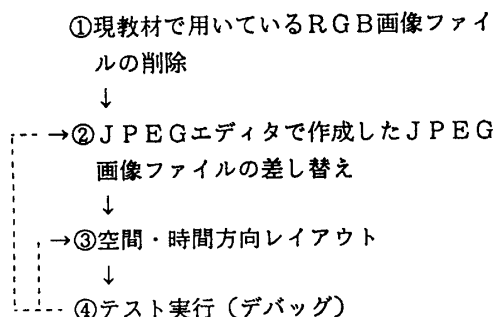 ①現教材で用いているＲＧＢ画像ファイ
ルの削除
↓
→②ＪＰＥＧエディタで作成したＪＰＥＧ
画像ファイルの差し替え
↓
→③空間・時間方向レイアウト
↓
④テスト実行（デバッグ）